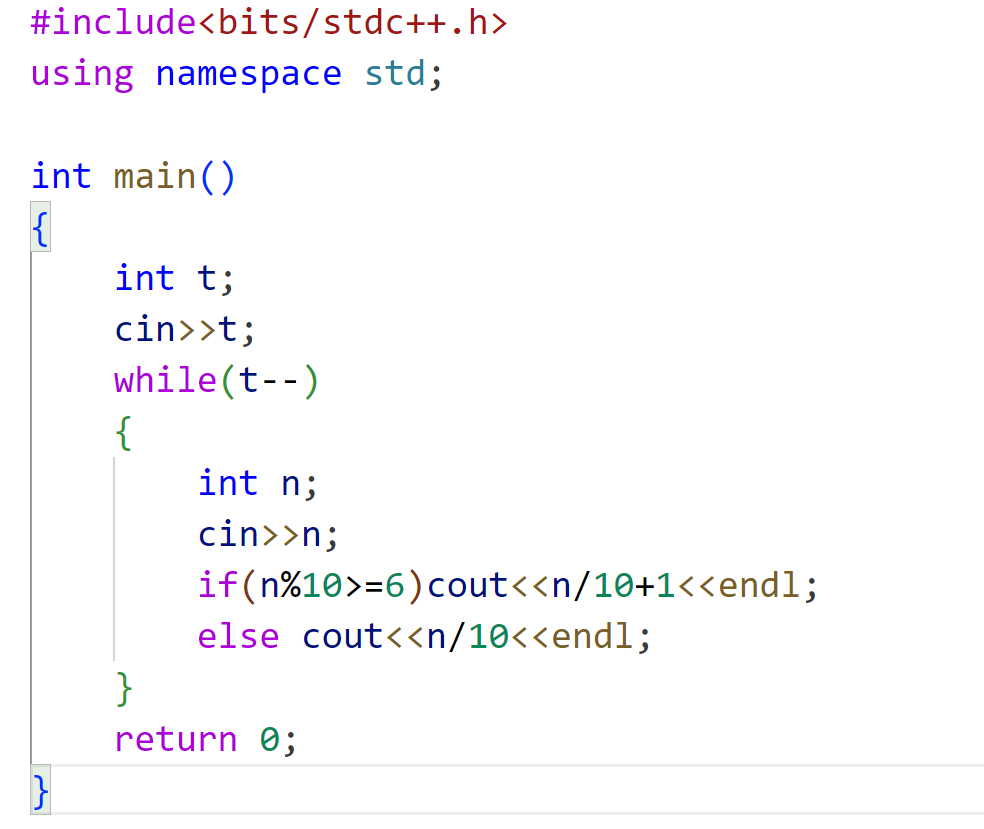 #include<bits/stdc++.h>
using namespace std;
int main()
{
int t;
cin>>t;
while(t--)
{
int n;
cin>>n;
if(n%10>=6)cout<<n/10+1<<endl;
else cout<<n/10<<endl;
}
return 0;
}